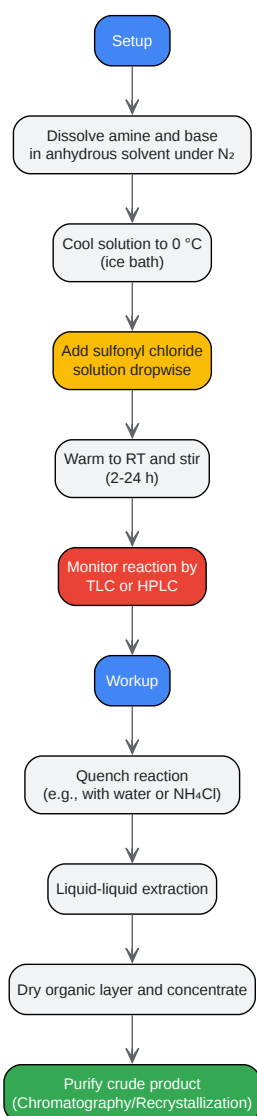 Setup
Dissolve amine and base
in anhydrous solvent under N₂
Cool solution to 0 °C
(ice bath)
Add sulfonyl chloride
solution dropwise
Warm to RT and stir
(2-24 h)
Monitor reaction by
TLC or HPLC
Workup
Quench reaction
(e.g., with water or NH₄Cl)
Liquid-liquid extraction
Dry organic layer and concentrate
Purify crude product
(Chromatography/Recrystallization)